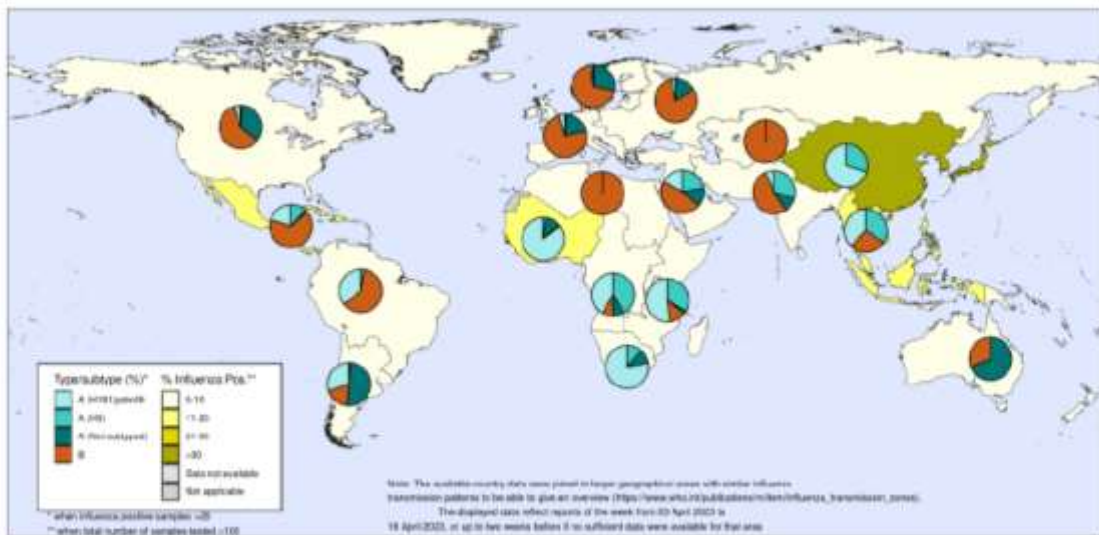 Type/subtype (%)*
A (H1N1)pdm09
A (H3)
A (Not subtyped)
B
% Influenza Pos.**
0-10
11-20
>30
Data not available
Not applicable
* when influenza positive samples >20
** when total number of samples tested >100
Note: The available country data were joined in larger geographical areas with similar influenza
transmission patterns to be able to give an overview (https://www.who.int/publications/m/item/influenza_transmission_zones).
The displayed data reflect reports of the week from 03 April 2023 to
16 April 2023, or up to two weeks before if no sufficient data were available for that area